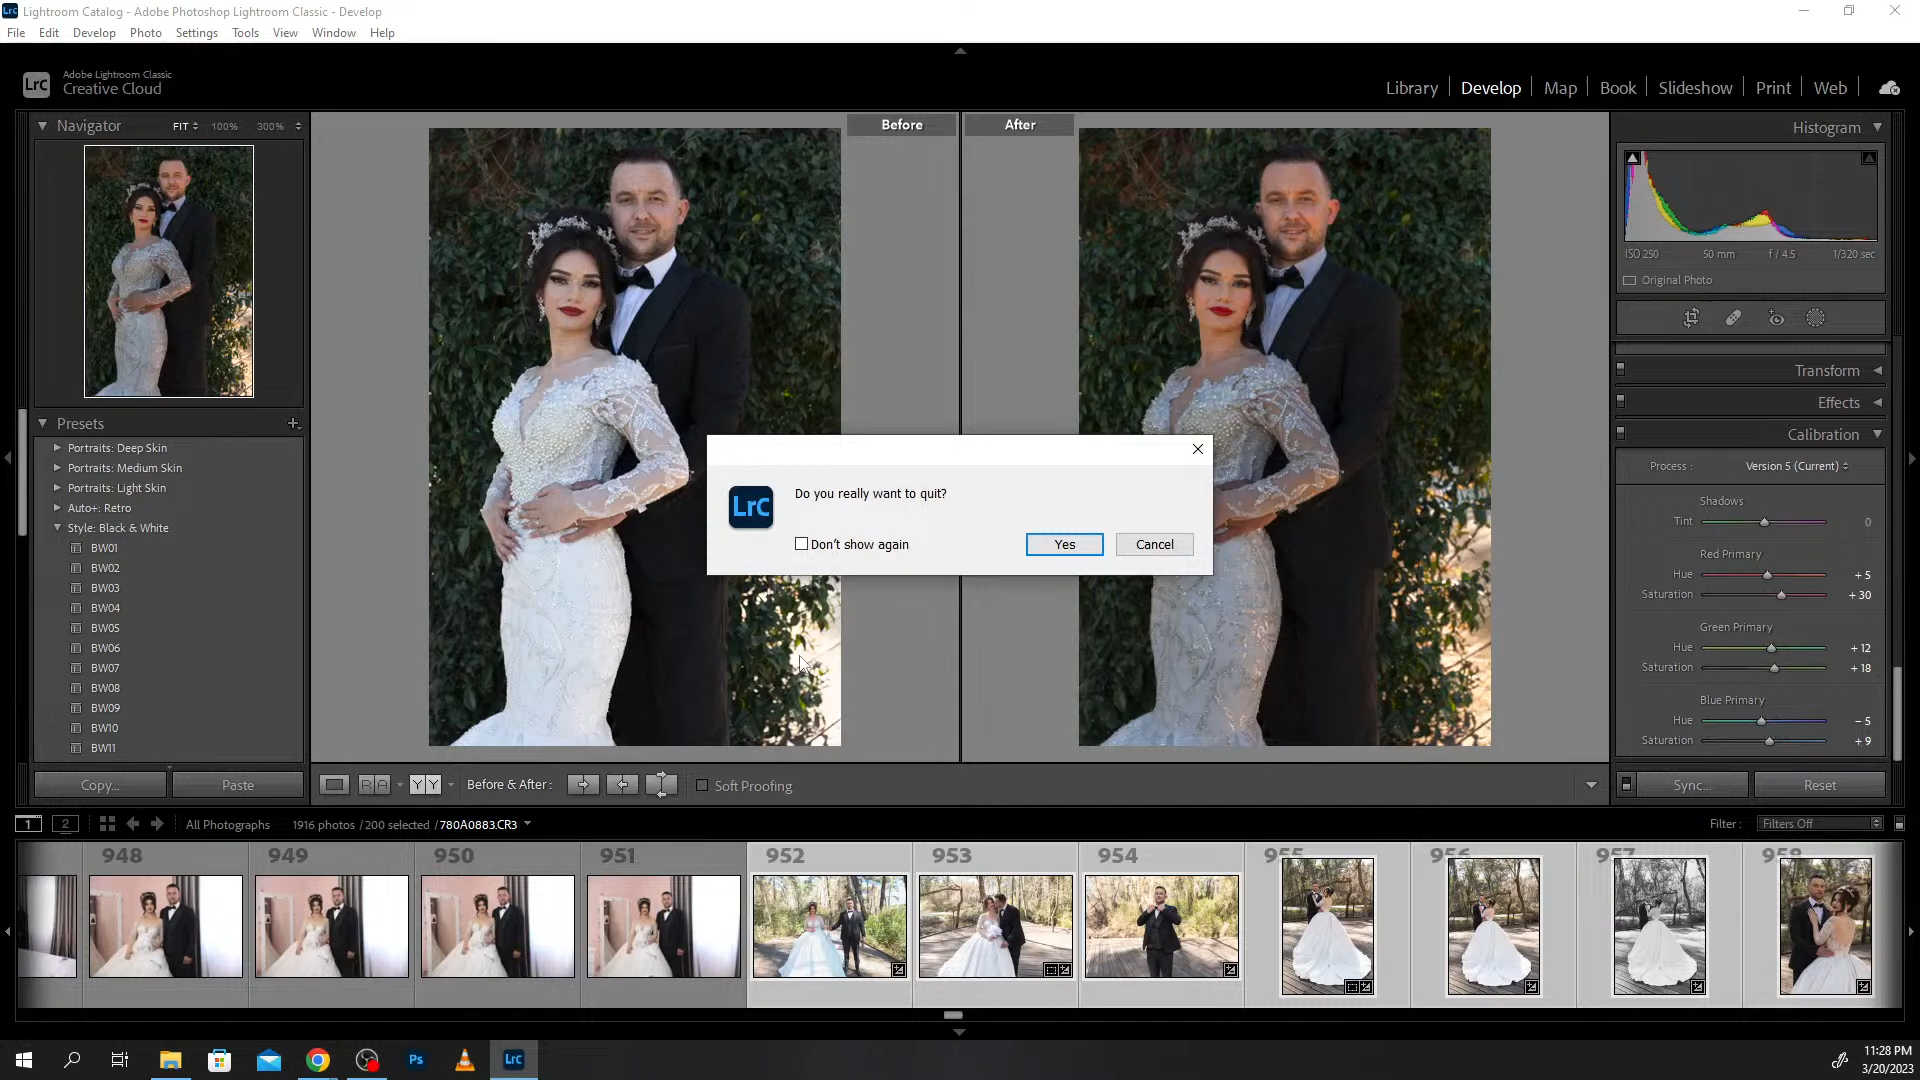 Lightroom Catalog - Adobe Photoshop Lightroom Classic - Develop
File Edit Develop Photo Settings Tools View Window Help
LrC
Adobe Lightroom Classic
Creative Cloud
Library Develop Map Book Slideshow Print Web
Navigator FIT 100% 300%
Before
After
Histogram
ISO 250 50 mm f / 4.5 1/320 sec
Original Photo
Transform
Effects
Calibration
Process : Version 5 (Current)
Shadows
Tint 0
Red Primary
Hue + 5
Saturation + 30
Green Primary
Hue + 12
Saturation + 18
Blue Primary
Hue – 5
Saturation + 9
Presets
Portraits: Deep Skin
Portraits: Medium Skin
Portraits: Light Skin
Auto+: Retro
Style: Black & White
BW01
BW02
BW03
BW04
BW05
BW06
BW07
BW08
BW09
BW10
BW11
LrC
Do you really want to quit?
Don't show again
Yes
Cancel
Copy...
Paste
R A
Y Y
Before & After :
Soft Proofing
Sync...
Reset
1 2 All Photographs 1916 photos / 200 selected / 780A0883.CR3
Filter : Filters Off
948 949 950 951 952 953 954 955 956 957 958
Ps
LrC
11:28 PM
3/20/2023